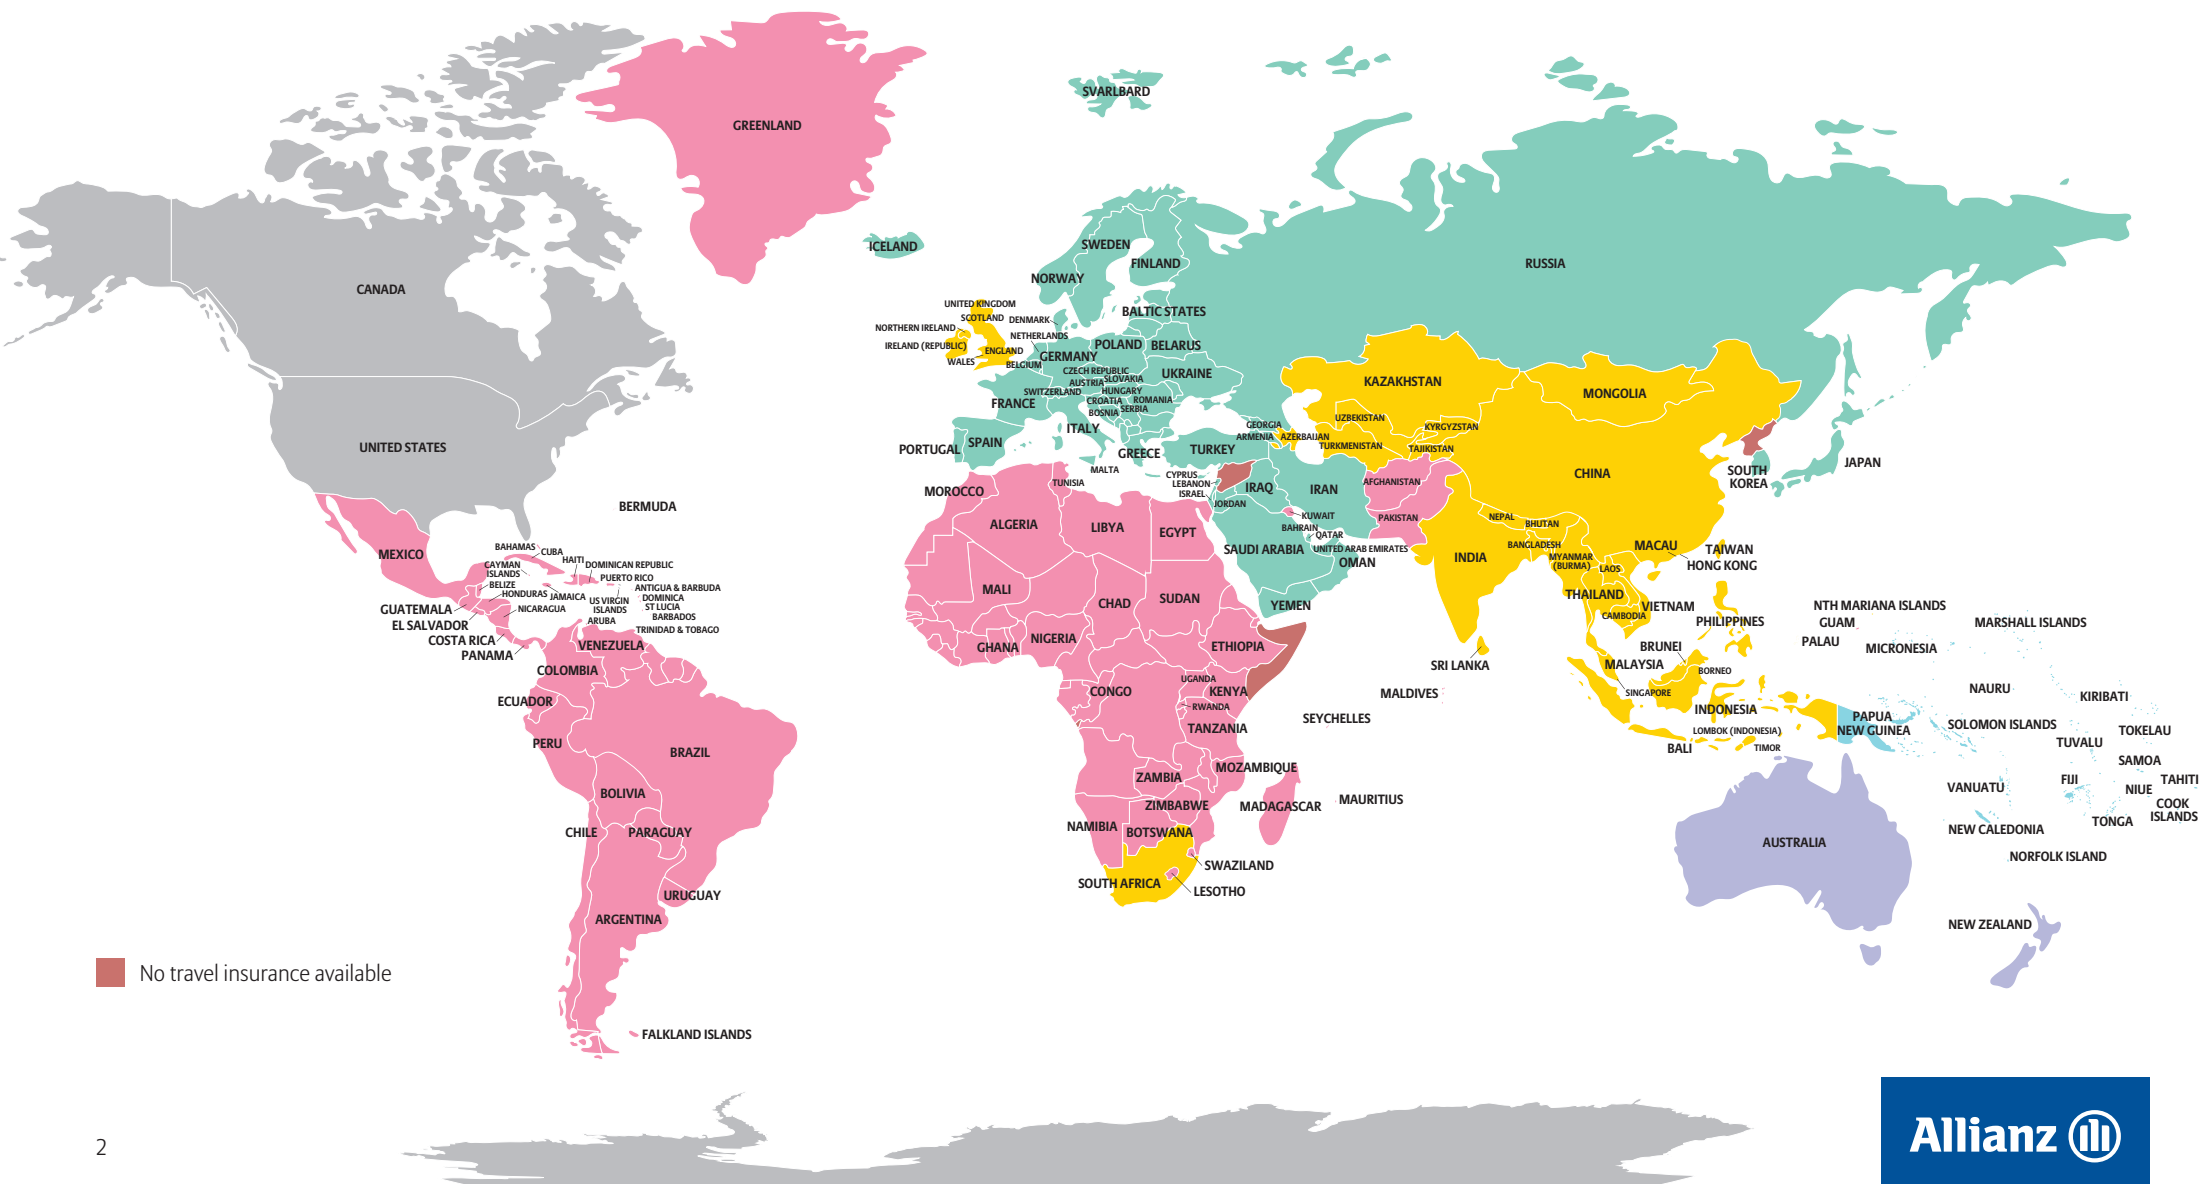 SVARLBARD
GREENLAND
ICELAND
SWEDEN
FINLAND
NORWAY
RUSSIA
CANADA
UNITED KINGDOM
SCOTLAND
DENMARK
BALTIC STATES
NORTHERN IRELAND
NETHERLANDS
IRELAND (REPUBLIC)
ENGLAND
POLAND
BELARUS
WALES
BELGIUM
GERMANY
CZECH REPUBLIC
UKRAINE
AUSTRIA
SLOVAKIA
SWITZERLAND
HUNGARY
FRANCE
CROATIA
ROMANIA
BOSNIA
SERBIA
KAZAKHSTAN
MONGOLIA
UZBEKISTAN
KYRGYZSTAN
GEORGIA
ARMENIA
AZERBAIJAN
TURKMENISTAN
TAJIKISTAN
ITALY
PORTUGAL
SPAIN
GREECE
TURKEY
UNITED STATES
MALTA
CYPRUS
LEBANON
ISRAEL
JORDAN
IRAQ
IRAN
AFGHANISTAN
CHINA
SOUTH
KOREA
JAPAN
MOROCCO
TUNISIA
BERMUDA
ALGERIA
LIBYA
EGYPT
KUWAIT
BAHRAIN
QATAR
PAKISTAN
NEPAL
BHUTAN
SAUDI ARABIA
UNITED ARAB EMIRATES
OMAN
YEMEN
INDIA
BANGLADESH
MYANMAR
(BURMA)
LAOS
MACAU
TAIWAN
HONG KONG
MEXICO
BAHAMAS
CUBA
CAYMAN
ISLANDS
HAITI
DOMINICAN REPUBLIC
PUERTO RICO
BELIZE
HONDURAS
JAMAICA
US VIRGIN
ISLANDS
ANTIGUA & BARBUDA
DOMINICA
ST LUCIA
BARBADOS
NICARAGUA
ARUBA
TRINIDAD & TOBAGO
GUATEMALA
EL SALVADOR
COSTA RICA
PANAMA
VENEZUELA
COLOMBIA
MALI
CHAD
SUDAN
GHANA
NIGERIA
ETHIOPIA
THAILAND
VIETNAM
CAMBODIA
PHILIPPINES
NTH MARIANA ISLANDS
GUAM
MARSHALL ISLANDS
PALAU
MICRONESIA
SRI LANKA
BRUNEI
MALAYSIA
BORNEO
SINGAPORE
MALDIVES
ECUADOR
CONGO
UGANDA
KENYA
RWANDA
SEYCHELLES
TANZANIA
INDONESIA
NAURU
KIRIBATI
PAPUA
NEW GUINEA
SOLOMON ISLANDS
TOKELAU
LOMBOK (INDONESIA)
BALI
TIMOR
TUVALU
SAMOA
PERU
BRAZIL
MOZAMBIQUE
ZAMBIA
BOLIVIA
ZIMBABWE
MADAGASCAR
MAURITIUS
VANUATU
FIJI
TAHITI
NIUE
COOK
ISLANDS
TONGA
CHILE
PARAGUAY
NAMIBIA
BOTSWANA
AUSTRALIA
NEW CALEDONIA
NORFOLK ISLAND
SWAZILAND
SOUTH AFRICA
LESOTHO
URUGUAY
ARGENTINA
NEW ZEALAND
No travel insurance available
FALKLAND ISLANDS
2
Allianz